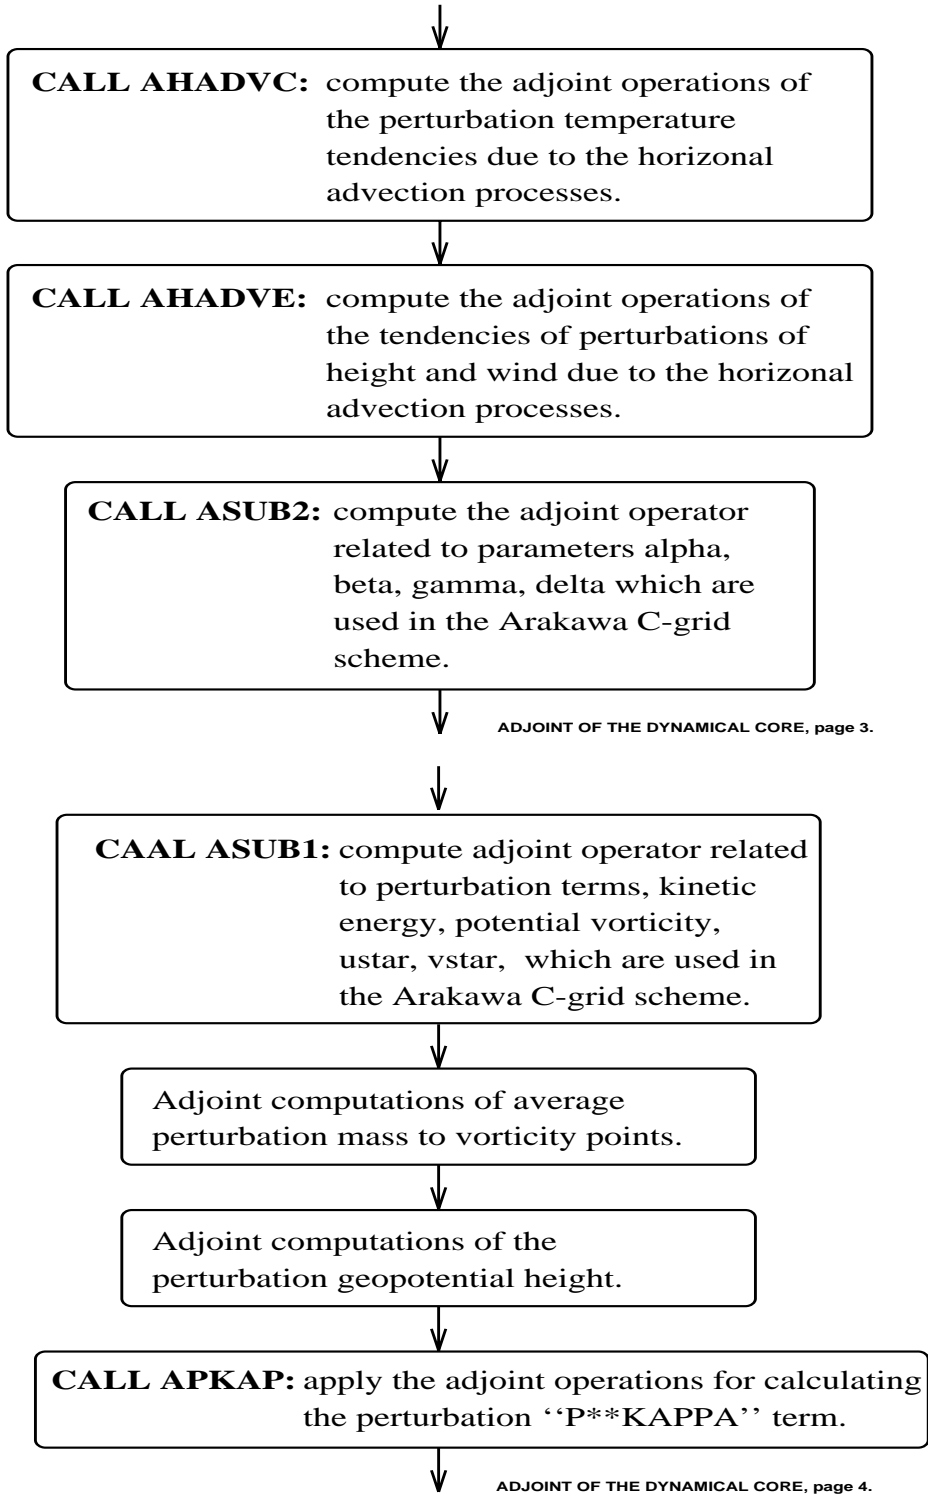 CALL AHADVC: compute the adjoint operations of
the perturbation temperature
tendencies due to the horizonal
advection processes.
CALL AHADVE: compute the adjoint operations of
the tendencies of perturbations of
height and wind due to the horizonal
advection processes.
CALL ASUB2: compute the adjoint operator
related to parameters alpha,
beta, gamma, delta which are
used in the Arakawa C-grid
scheme.
ADJOINT OF THE DYNAMICAL CORE, page 3.
CAAL ASUB1: compute adjoint operator related
to perturbation terms, kinetic
energy, potential vorticity,
ustar, vstar, which are used in
the Arakawa C-grid scheme.
Adjoint computations of average
perturbation mass to vorticity points.
Adjoint computations of the
perturbation geopotential height.
CALL APKAP: apply the adjoint operations for calculating
the perturbation ‘‘P**KAPPA’’ term.
ADJOINT OF THE DYNAMICAL CORE, page 4.